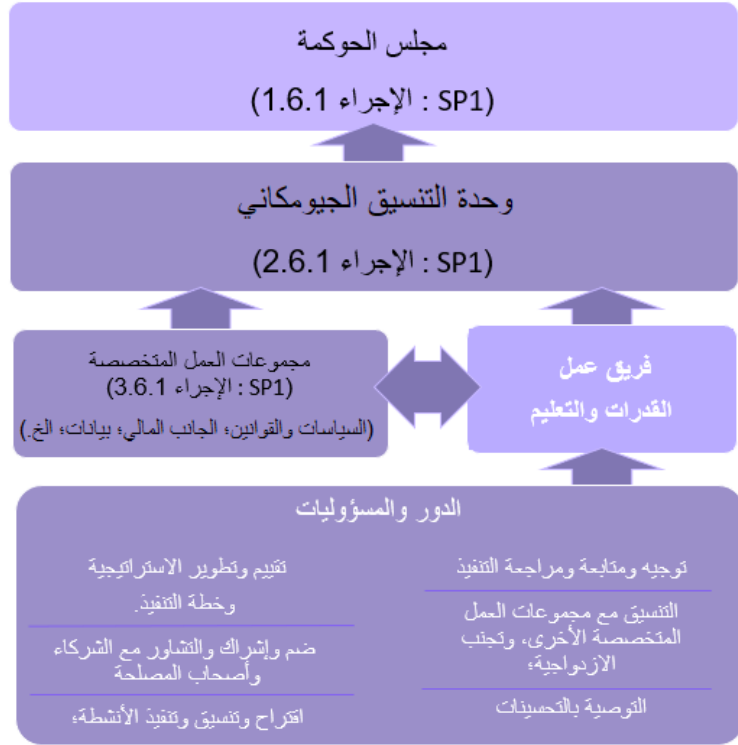 مجلس الحوكمة
(SP1 : الإجراء 1.6.1)
وحدة التنسيق الجيومكاني
(SP1 : الإجراء 2.6.1)
فريق عمل
القدرات والتعليم
مجموعات العمل المتخصصة
(SP1 : الإجراء 3.6.1)
(السياسات والقوانين؛ الجانب المالي؛ بيانات؛ الخ.)
الدور والمسؤوليات
توجيه ومتابعة ومراجعة التنفيذ
التنسيق مع مجموعات العمل
المتخصصة الأخرى، وتجنب
الازدواجية؛
التوصية بالتحسينات
تقييم وتطوير الاستراتيجية
وخطة التنفيذ.
ضم وإشراك والتشاور مع الشركاء
وأصحاب المصلحة
اقتراح وتنسيق وتنفيذ الأنشطة؛